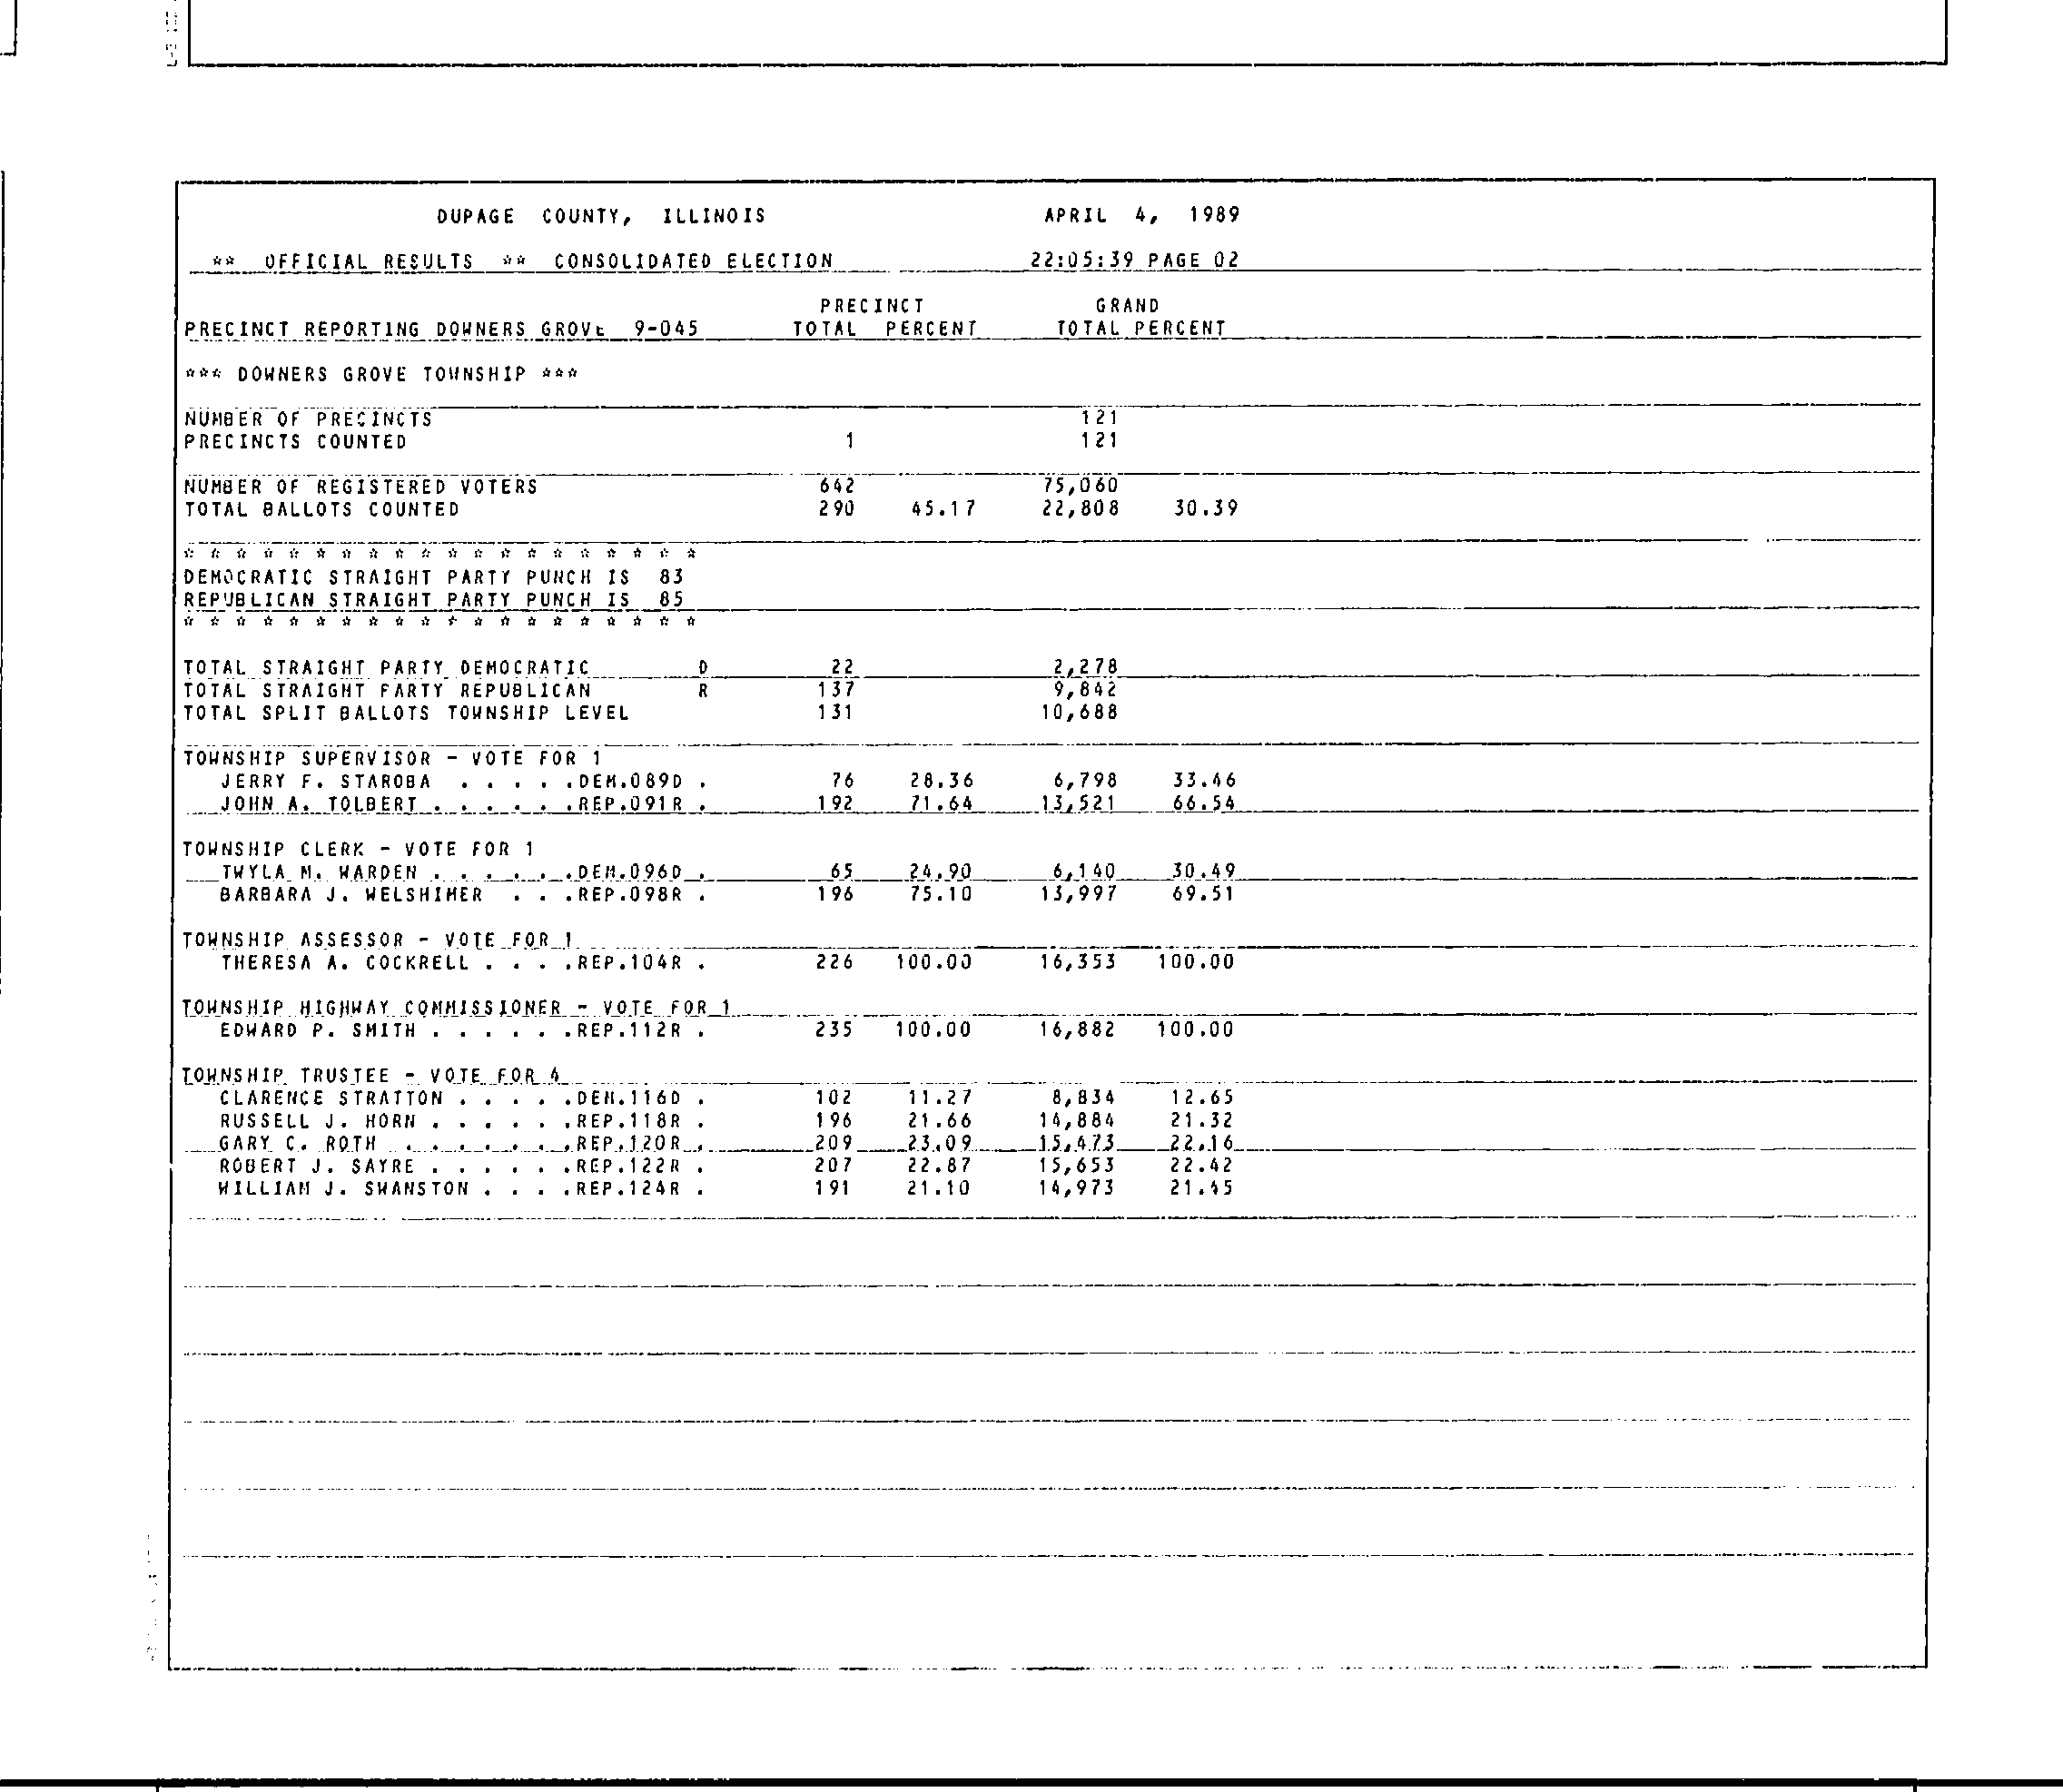 DUPAGE COUNTY, ILLINOIS APRIL 4, 1989
** OFFICIAL RESULTS ** CONSOLIDATED ELECTION 22:05:39 PAGE 02
PRECINCT GRAND
PRECINCT REPORTING DOWNERS GROVE 9-045 TOTAL PERCENT TOTAL PERCENT
*** DOWNERS GROVE TOWNSHIP ***
NUMBER OF PRECINCTS 121
PRECINCTS COUNTED 1 121
NUMBER OF REGISTERED VOTERS 642 75,060
TOTAL BALLOTS COUNTED 290 45.17 22,808 30.39
* * * * * * * * * * * * * * * * * * * *
DEMOCRATIC STRAIGHT PARTY PUNCH IS 83
REPUBLICAN STRAIGHT PARTY PUNCH IS 85
* * * * * * * * * * * * * * * * * * * *
TOTAL STRAIGHT PARTY DEMOCRATIC D 22 2,278
TOTAL STRAIGHT PARTY REPUBLICAN R 137 9,842
TOTAL SPLIT BALLOTS TOWNSHIP LEVEL 131 10,688
TOWNSHIP SUPERVISOR - VOTE FOR 1
JERRY F. STAROBA . . . . .DEM.089D . 76 28.36 6,798 33.46
JOHN A. TOLBERT . . . . . .REP.091R . 192 71.64 13,521 66.54
TOWNSHIP CLERK - VOTE FOR 1
TWYLA M. WARDEN . . . . . .DEM.096D . 65 24.90 6,140 30.49
BARBARA J. WELSHIMER . . .REP.098R . 196 75.10 13,997 69.51
TOWNSHIP ASSESSOR - VOTE FOR 1
THERESA A. COCKRELL . . . .REP.104R . 226 100.00 16,353 100.00
TOWNSHIP HIGHWAY COMMISSIONER - VOTE FOR 1
EDWARD P. SMITH . . . . . .REP.112R . 235 100.00 16,882 100.00
TOWNSHIP TRUSTEE - VOTE FOR 4
CLARENCE STRATTON . . . . .DEM.116D . 102 11.27 8,834 12.65
RUSSELL J. HORN . . . . . .REP.118R . 196 21.66 14,884 21.32
GARY C. ROTH . . . . . . .REP.120R . 209 23.09 15,473 22.16
ROBERT J. SAYRE . . . . . .REP.122R . 207 22.87 15,653 22.42
WILLIAM J. SWANSTON . . . .REP.124R . 191 21.10 14,973 21.45